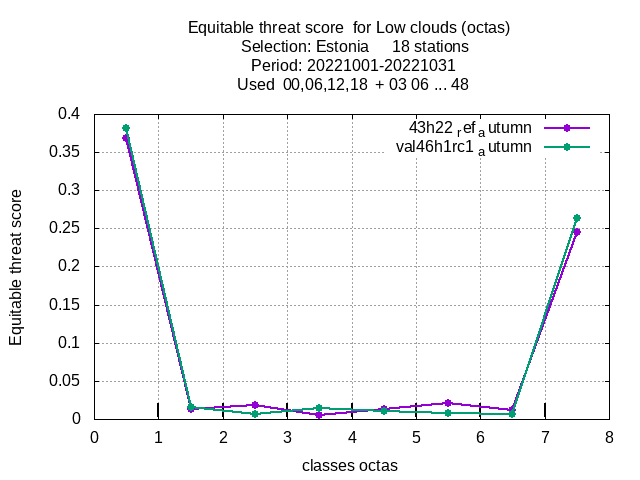 Equitable threat score  for Low clouds (octas)
Selection: Estonia     18 stations
Period: 20221001-20221031
Used  00,06,12,18  + 03 06 ... 48
43h22 ref autumn
val46h1rc1 autumn
Equitable threat score
0.4
0.35
0.3
0.25
0.2
0.15
0.1
0.05
0
0 1 2 3 4 5 6 7 8
classes octas